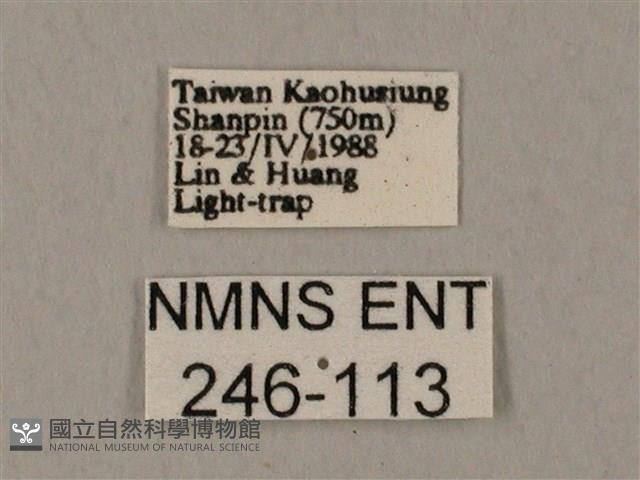 Taiwan Kaohusiung
Shanpin (750m)
18-23/IV/1988
Lin & Huang
Light-trap
NMNS ENT
246-113
國立自然科學博物館
NATIONAL MUSEUM OF NATURAL SCIENCE